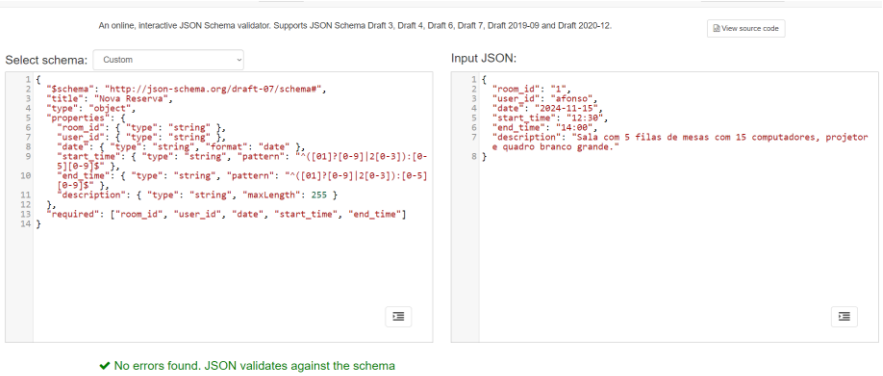 An online, interactive JSON Schema validator. Supports JSON Schema Draft 3, Draft 4, Draft 6, Draft 7, Draft 2019-09 and Draft 2020-12.
View source code
Select schema: Custom
1 {
2 "$schema": "http://json-schema.org/draft-07/schema#",
3 "title": "Nova Reserva",
4 "type": "object",
5 "properties": {
6 "room_id": { "type": "string" },
7 "user_id": { "type": "string" },
8 "date": { "type": "string", "format": "date" },
9 "start_time": { "type": "string", "pattern": "^([01]?[0-9]|2[0-3]):[0-
5][0-9]$" },
10 "end_time": { "type": "string", "pattern": "^([01]?[0-9]|2[0-3]):[0-5]
[0-9]$" },
11 "description": { "type": "string", "maxLength": 255 }
12 },
13 "required": ["room_id", "user_id", "date", "start_time", "end_time"]
14 }
Input JSON:
1 {
2 "room_id": "1",
3 "user_id": "afonso",
4 "date": "2024-11-15",
5 "start_time": "12:30",
6 "end_time": "14:00",
7 "description": "Sala com 5 filas de mesas com 15 computadores, projetor
e quadro branco grande."
8 }
No errors found. JSON validates against the schema